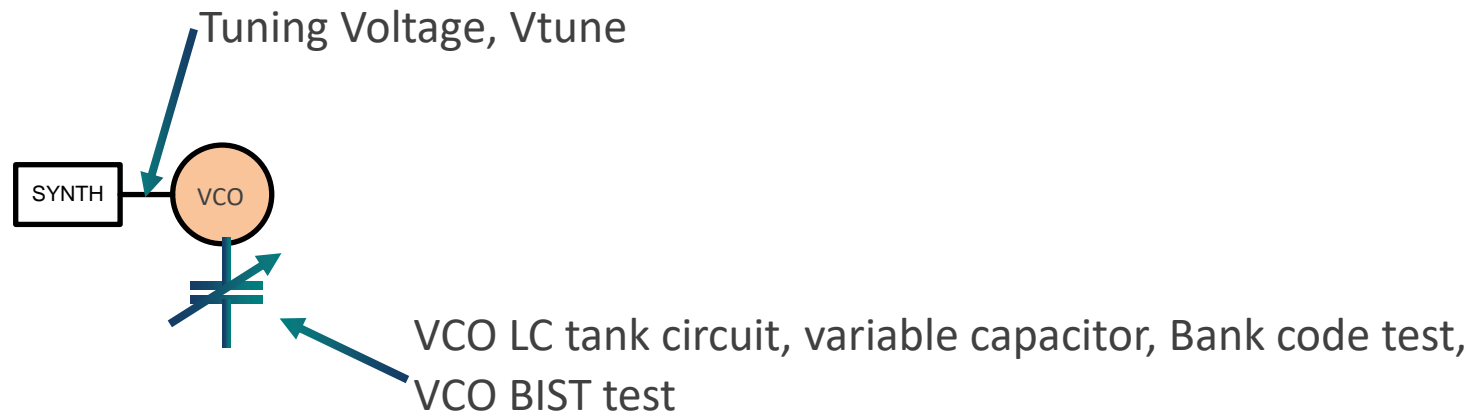 Tuning Voltage, Vtune
SYNTH
VCO
VCO LC tank circuit, variable capacitor, Bank code test,
VCO BIST test